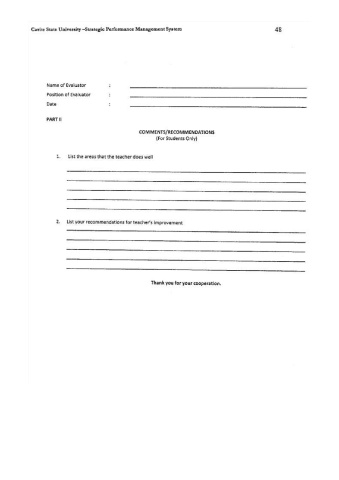 Cavite State University –Strategic Performance Management System 48
Name of Evaluator :
Position of Evaluator :
Date :
PART II
COMMENTS/RECOMMENDATIONS
(For Students Only)
1. List the areas that the teacher does well
2. List your recommendations for teacher's improvement
Thank you for your cooperation.